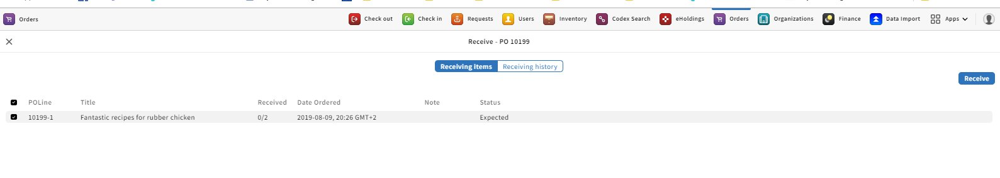 Orders Check out Check in Requests Users Inventory Codex Search eHoldings Orders Organizations Finance Data Import Apps
Receive - PO 10199
Receiving items Receiving history
Receive
POLine Title Received Date Ordered Note Status
10199-1 Fantastic recipes for rubber chicken 0/2 2019-08-09, 20:26 GMT+2 Expected